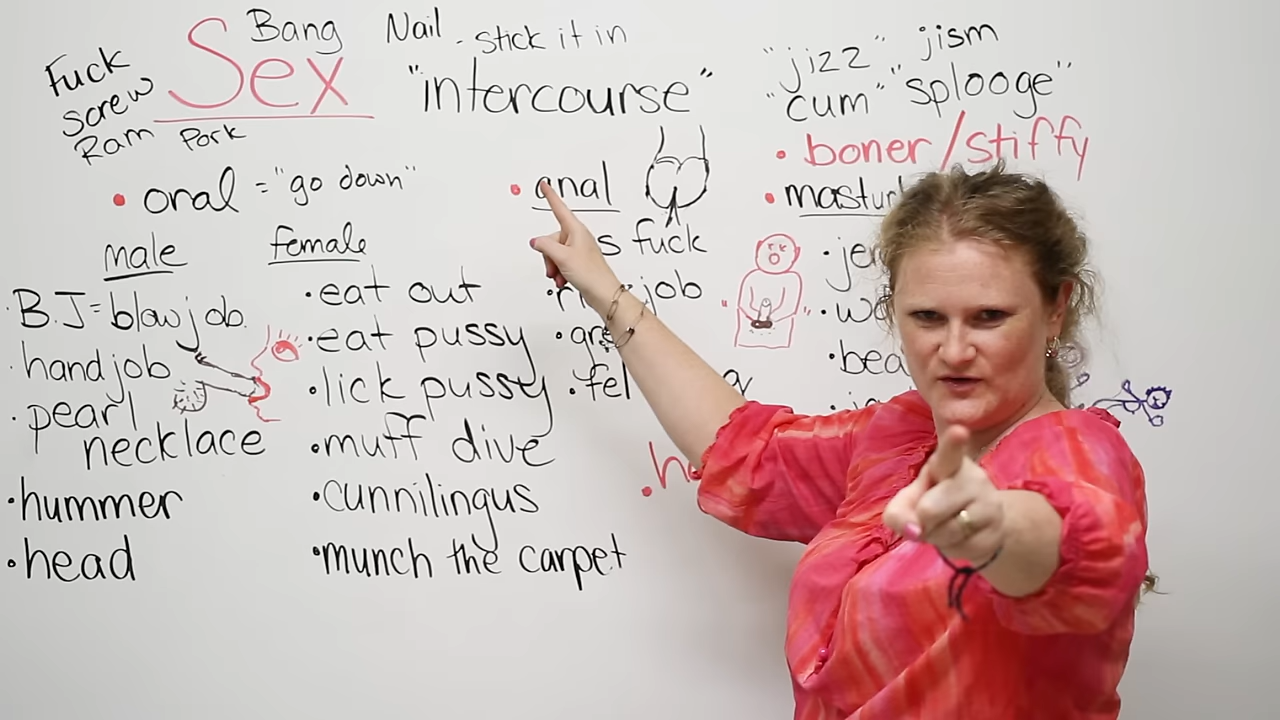 Bang
Nail - stick it in
Sex
Fuck
screw
Ram
Pork
"intercourse"
"jizz" jism
"cum" "splooge"
• boner/stiffy
• oral = "go down"
male
B.J = blowjob.
• handjob
• pearl
necklace
• hummer
• head
female
• eat out
• eat pussy
• lick pussy
• muff dive
• cunnilingus
• munch the carpet
• anal
fuck
job